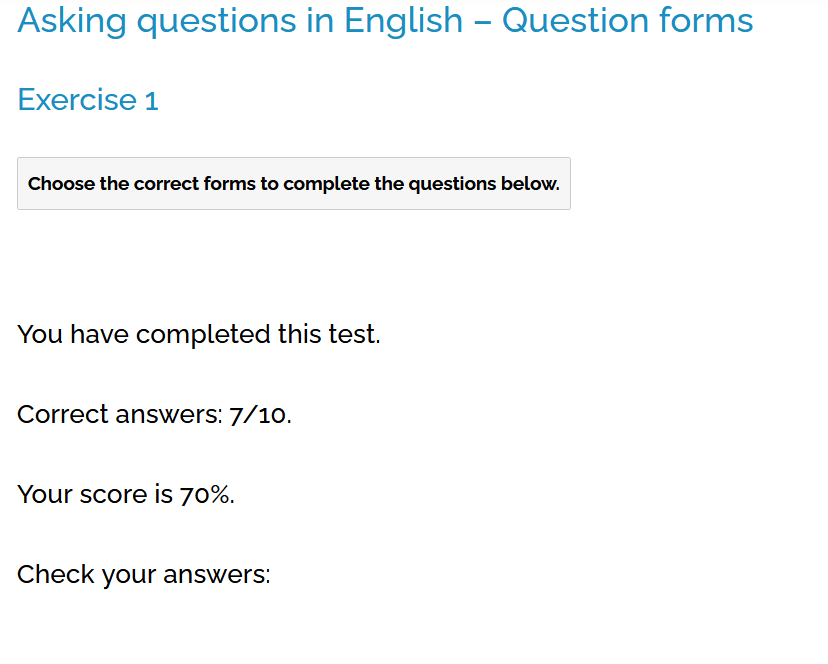 Asking questions in English – Question forms
Exercise 1
Choose the correct forms to complete the questions below.
You have completed this test.
Correct answers: 7/10.
Your score is 70%.
Check your answers: